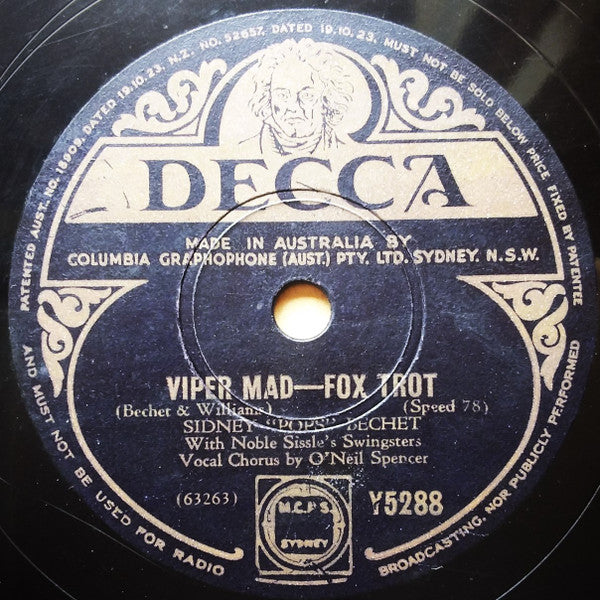 PATENTED AUST. NO. 18909, DATED 19.10.23. N.Z. NO. 52657, DATED 19.10.23. MUST NOT BE SOLD BELOW PRICE FIXED BY PATENTEE
DECCA
MADE IN AUSTRALIA BY
COLUMBIA GRAPHOPHONE (AUST.) PTY. LTD. SYDNEY. N.S.W.
VIPER MAD—FOX TROT
(Bechet & Williams) (Speed 78)
SIDNEY "POPS" BECHET
With Noble Sissle's Swingsters
Vocal Chorus by O'Neil Spencer
(63263)
M.C.P.S.
SYDNEY
Y5288
AND MUST NOT BE USED FOR RADIO BROADCASTING, NOR PUBLICLY PERFORMED